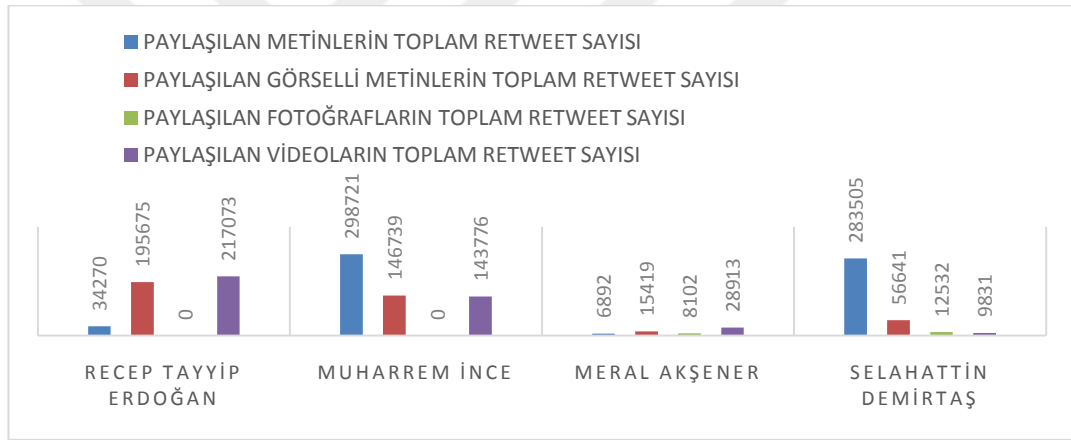 PAYLAŞILAN METİNLERİN TOPLAM RETWEET SAYISI
PAYLAŞILAN GÖRSELLİ METİNLERİN TOPLAM RETWEET SAYISI
PAYLAŞILAN FOTOĞRAFLARIN TOPLAM RETWEET SAYISI
PAYLAŞILAN VİDEOLARIN TOPLAM RETWEET SAYISI
34270
195675
0
217073
298721
146739
0
143776
6892
15419
8102
28913
283505
56641
12532
9831
RECEP TAYYİP
ERDOĞAN
MUHARREM İNCE
MERAL AKŞENER
SELAHATTİN
DEMİRTAŞ